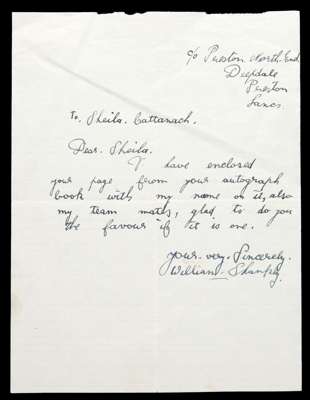 c/o Preston North. End
Deepdale
Preston
Lancs.
To, Sheila. Cattanach.
Dear. Sheila.
I have enclosed
your page from your autograph
book with my name on it, also
my team mates, glad to do you
the favour if it is one.
yours. very. Sincerely.
William. Shankly.